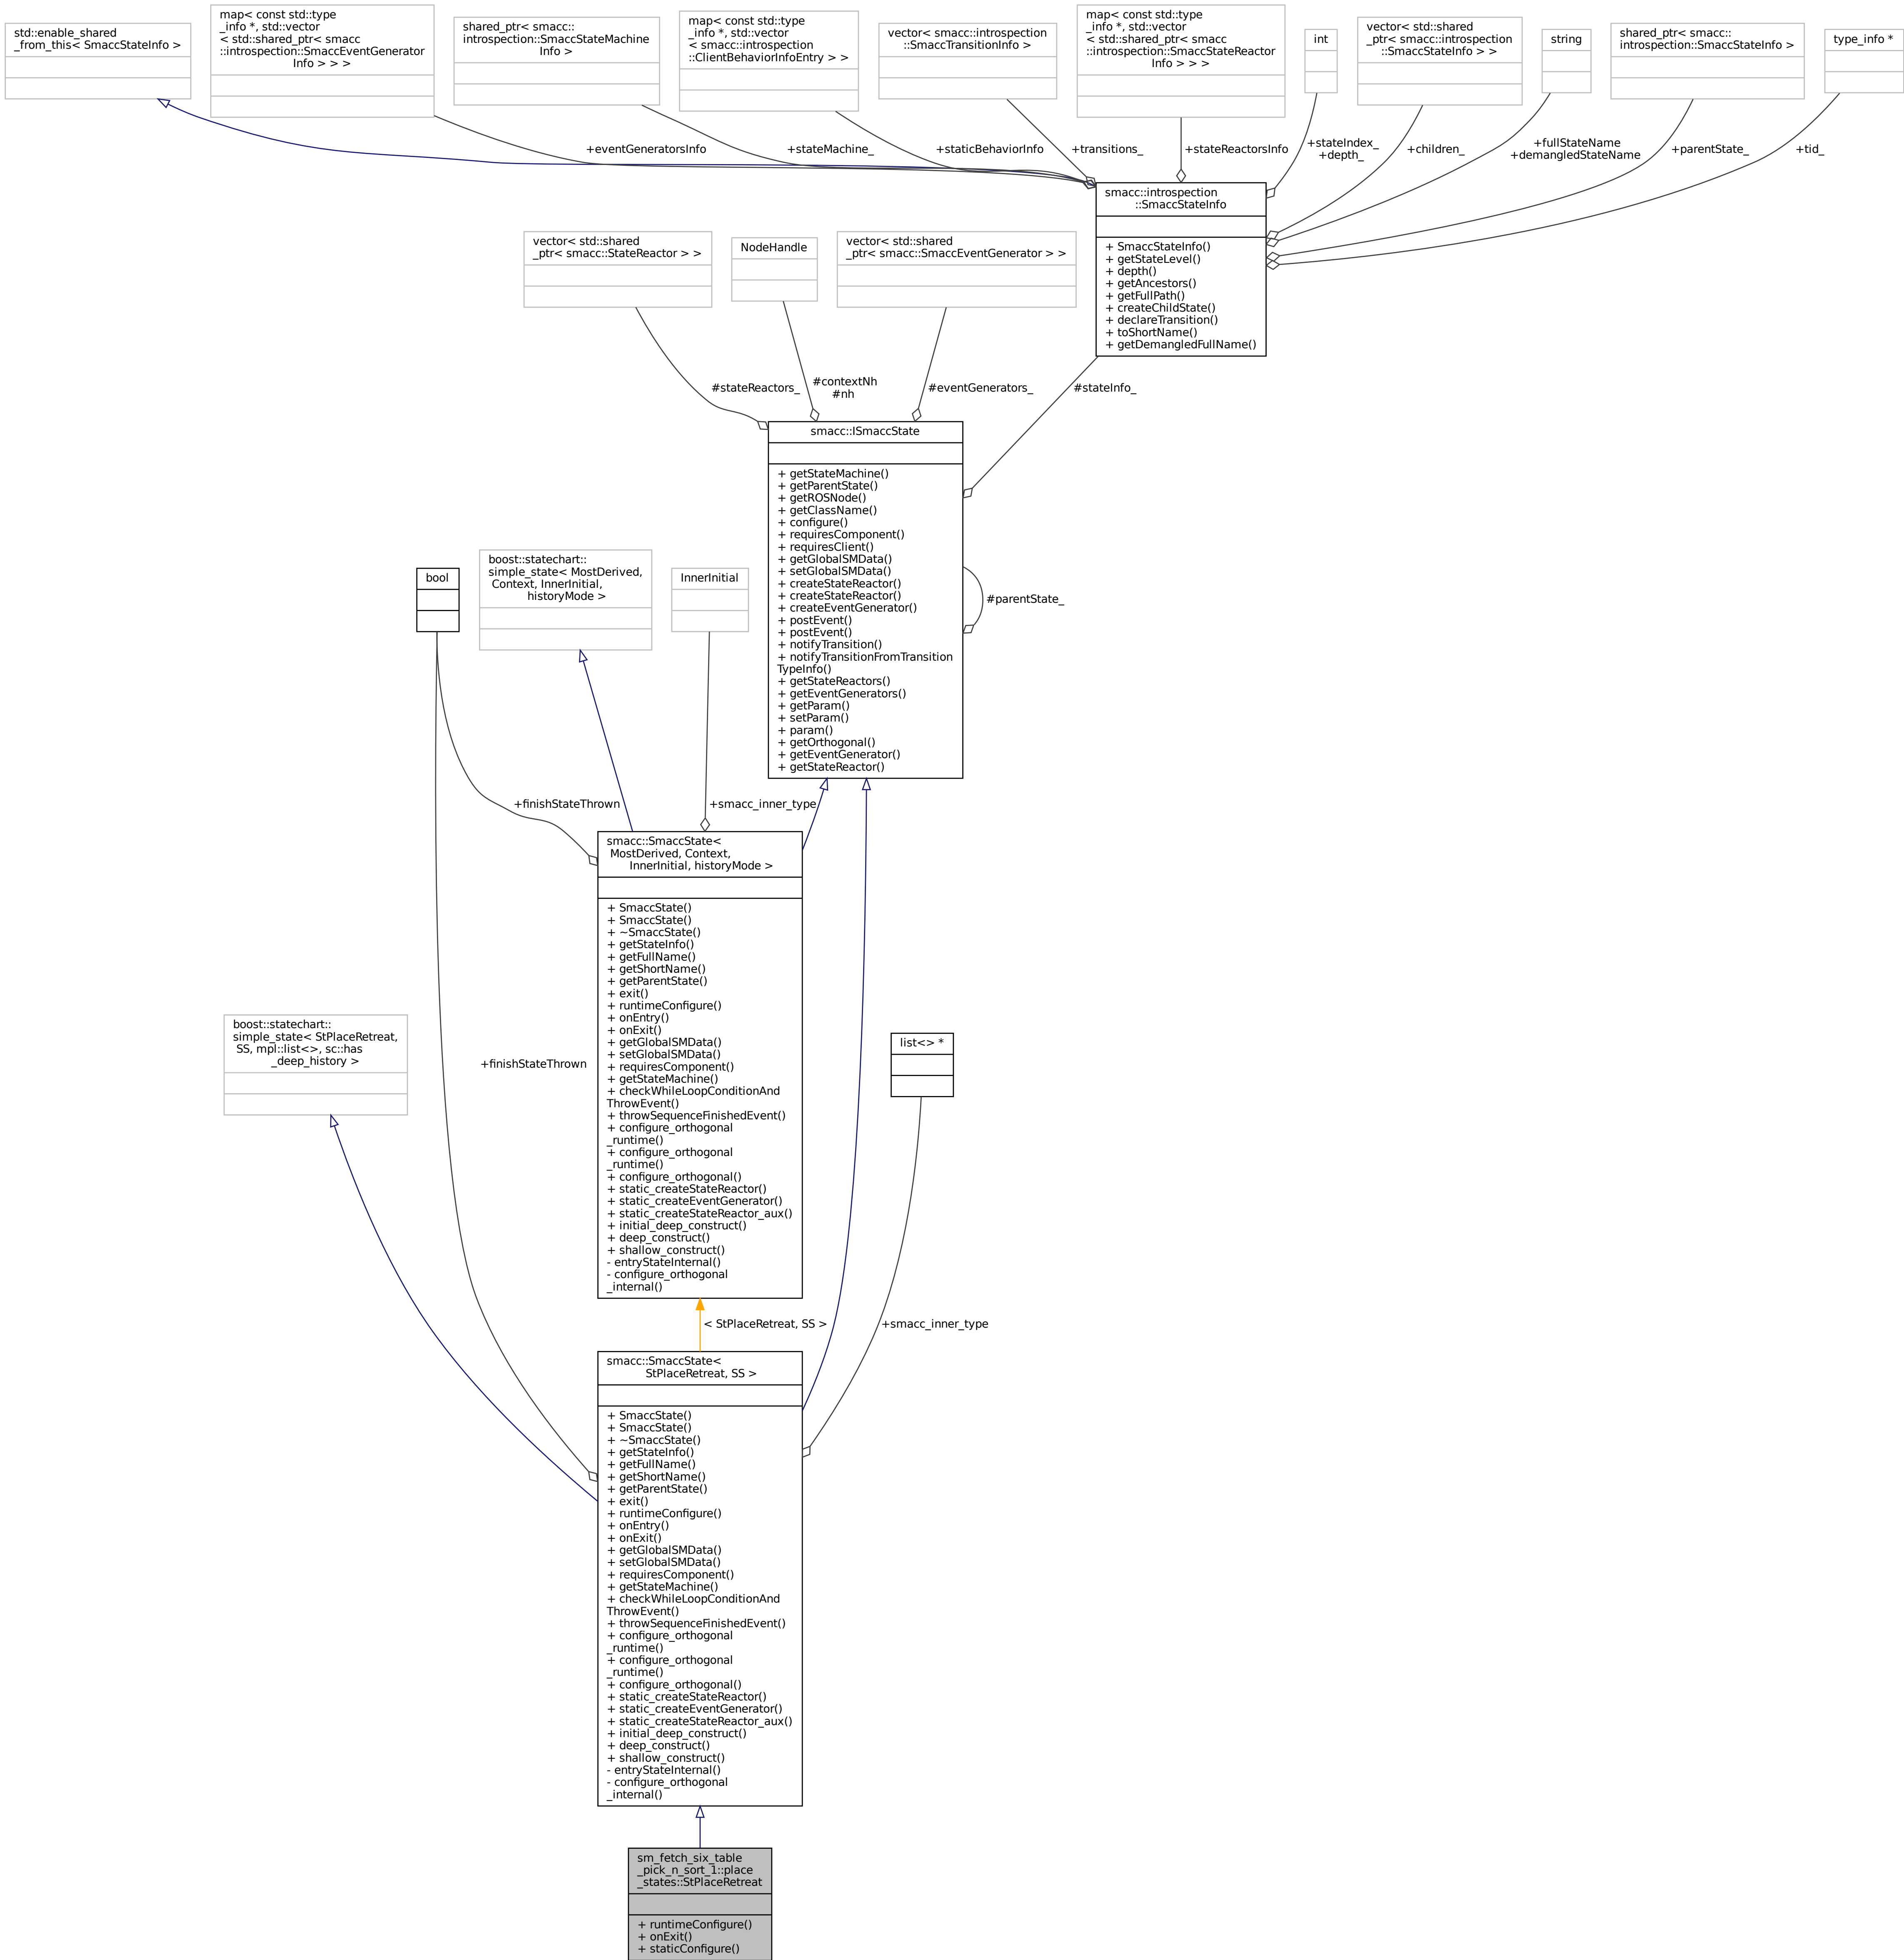 std::enable_shared
_from_this< SmaccStateInfo >
map< const std::type
_info *, std::vector
< std::shared_ptr< smacc
::introspection::SmaccEventGenerator
Info > > >
shared_ptr< smacc::
introspection::SmaccStateMachine
Info >
map< const std::type
_info *, std::vector
< smacc::introspection
::ClientBehaviorInfoEntry > >
vector< smacc::introspection
::SmaccTransitionInfo >
map< const std::type
_info *, std::vector
< std::shared_ptr< smacc
::introspection::SmaccStateReactor
Info > > >
int
vector< std::shared
_ptr< smacc::introspection
::SmaccStateInfo > >
string
shared_ptr< smacc::
introspection::SmaccStateInfo >
type_info *
+eventGeneratorsInfo
+stateMachine_
+staticBehaviorInfo
+transitions_
+stateReactorsInfo
+stateIndex_
+depth_
+children_
+fullStateName
+demangledStateName
+parentState_
+tid_
smacc::introspection
::SmaccStateInfo
+ SmaccStateInfo()
+ getStateLevel()
+ depth()
+ getAncestors()
+ getFullPath()
+ createChildState()
+ declareTransition()
+ toShortName()
+ getDemangledFullName()
vector< std::shared
_ptr< smacc::StateReactor > >
NodeHandle
vector< std::shared
_ptr< smacc::SmaccEventGenerator > >
#stateReactors_
#contextNh
#nh
#eventGenerators_
#stateInfo_
smacc::ISmaccState
+ getStateMachine()
+ getParentState()
+ getROSNode()
+ getClassName()
+ configure()
+ requiresComponent()
+ requiresClient()
+ getGlobalSMData()
+ setGlobalSMData()
+ createStateReactor()
+ createStateReactor()
+ createEventGenerator()
+ postEvent()
+ postEvent()
+ notifyTransition()
+ notifyTransitionFromTransition
TypeInfo()
+ getStateReactors()
+ getEventGenerators()
+ getParam()
+ setParam()
+ param()
+ getOrthogonal()
+ getEventGenerator()
+ getStateReactor()
#parentState_
bool
boost::statechart::
simple_state< MostDerived,
Context, InnerInitial,
historyMode >
InnerInitial
+finishStateThrown
+smacc_inner_type
smacc::SmaccState<
MostDerived, Context,
InnerInitial, historyMode >
+ SmaccState()
+ SmaccState()
+ ~SmaccState()
+ getStateInfo()
+ getFullName()
+ getShortName()
+ getParentState()
+ exit()
+ runtimeConfigure()
+ onEntry()
+ onExit()
+ getGlobalSMData()
+ setGlobalSMData()
+ requiresComponent()
+ getStateMachine()
+ checkWhileLoopConditionAnd
ThrowEvent()
+ throwSequenceFinishedEvent()
+ configure_orthogonal
_runtime()
+ configure_orthogonal
_runtime()
+ configure_orthogonal()
+ static_createStateReactor()
+ static_createEventGenerator()
+ static_createStateReactor_aux()
+ initial_deep_construct()
+ deep_construct()
+ shallow_construct()
- entryStateInternal()
- configure_orthogonal
_internal()
boost::statechart::
simple_state< StPlaceRetreat,
SS, mpl::list<>, sc::has
_deep_history >
+finishStateThrown
list<> *
< StPlaceRetreat, SS >
+smacc_inner_type
smacc::SmaccState<
StPlaceRetreat, SS >
+ SmaccState()
+ SmaccState()
+ ~SmaccState()
+ getStateInfo()
+ getFullName()
+ getShortName()
+ getParentState()
+ exit()
+ runtimeConfigure()
+ onEntry()
+ onExit()
+ getGlobalSMData()
+ setGlobalSMData()
+ requiresComponent()
+ getStateMachine()
+ checkWhileLoopConditionAnd
ThrowEvent()
+ throwSequenceFinishedEvent()
+ configure_orthogonal
_runtime()
+ configure_orthogonal
_runtime()
+ configure_orthogonal()
+ static_createStateReactor()
+ static_createEventGenerator()
+ static_createStateReactor_aux()
+ initial_deep_construct()
+ deep_construct()
+ shallow_construct()
- entryStateInternal()
- configure_orthogonal
_internal()
sm_fetch_six_table
_pick_n_sort_1::place
_states::StPlaceRetreat
+ runtimeConfigure()
+ onExit()
+ staticConfigure()